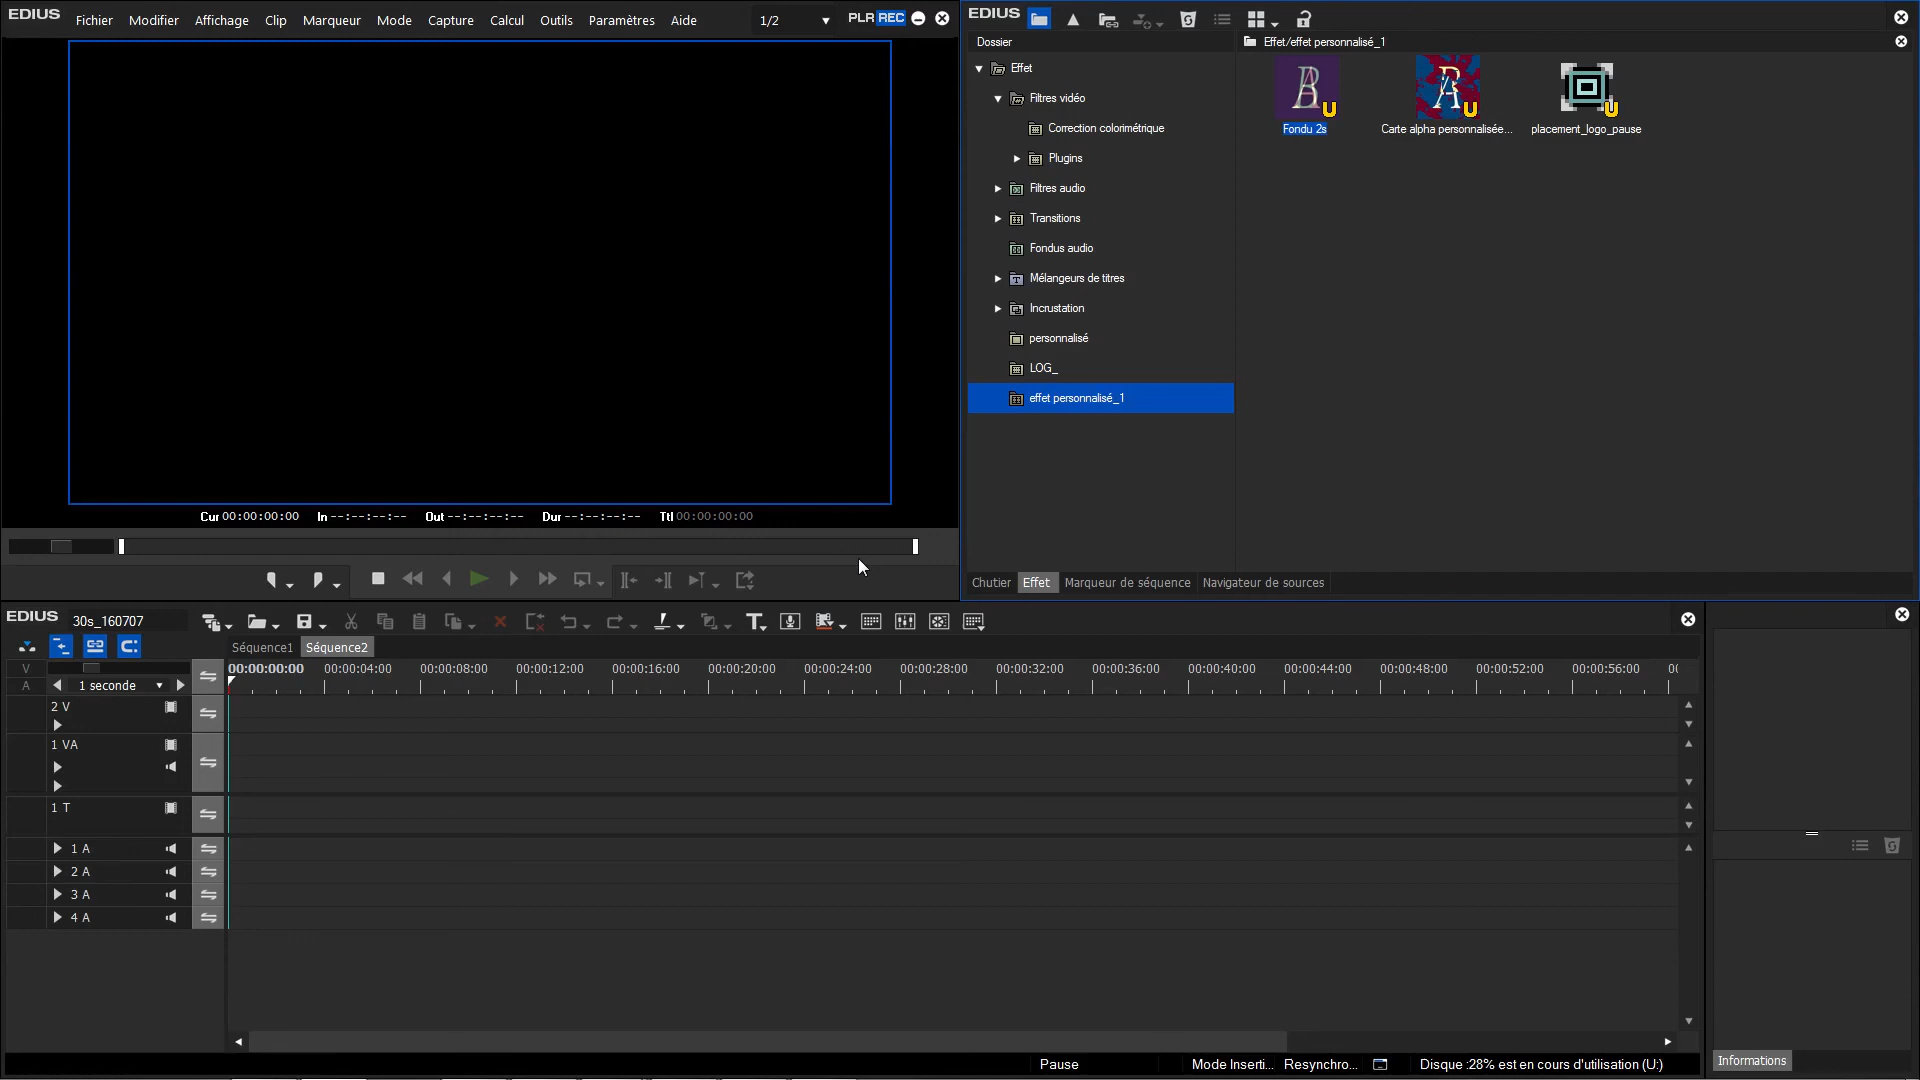 EDIUS Fichier Modifier Affichage Clip Marqueur Mode Capture Calcul Outils Paramètres Aide 1/2 PLR REC
Cur 00:00:00:00 In --:--:--:-- Out --:--:--:-- Dur --:--:--:-- Ttl 00:00:00:00
EDIUS
Dossier
Effet/effet personnalisé_1
Effet
Filtres vidéo
Correction colorimétrique
Plugins
Filtres audio
Transitions
Fondus audio
Mélangeurs de titres
Incrustation
personnalisé
LOG_
effet personnalisé_1
U
U
U
Fondu 2s
Carte alpha personnalisée...
placement_logo_pause
Chutier Effet Marqueur de séquence Navigateur de sources
EDIUS 30s_160707
Séquence1 Séquence2
V
A
1 seconde
00:00:00:00 00:00:04:00 00:00:08:00 00:00:12:00 00:00:16:00 00:00:20:00 00:00:24:00 00:00:28:00 00:00:32:00 00:00:36:00 00:00:40:00 00:00:44:00 00:00:48:00 00:00:52:00 00:00:56:00
2 V
1 VA
1 T
1 A
2 A
3 A
4 A
Pause Mode Inserti... Resynchro... Disque :28% est en cours d'utilisation (U:)
Informations